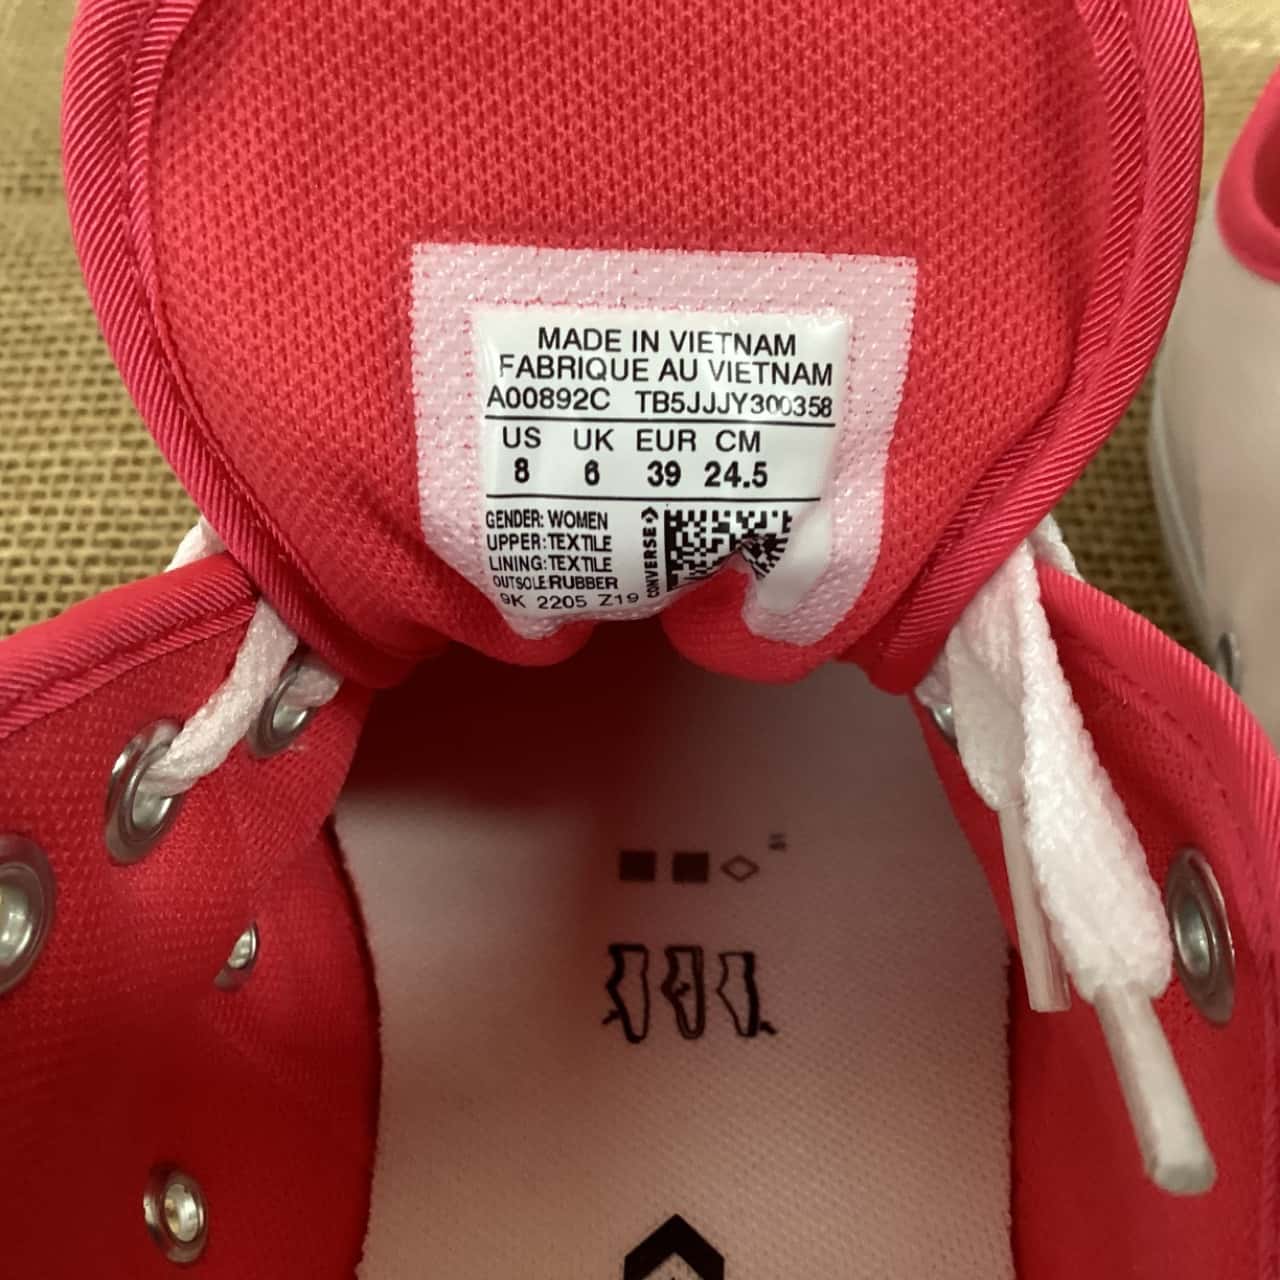 MADE IN VIETNAM
FABRIQUE AU VIETNAM
A00892C TB5JJJY300358
US UK EUR CM
8 6 39 24.5
GENDER: WOMEN
UPPER: TEXTILE
LINING: TEXTILE
OUTSOLE RUBBER
9K 2205 Z19
CONVERSE